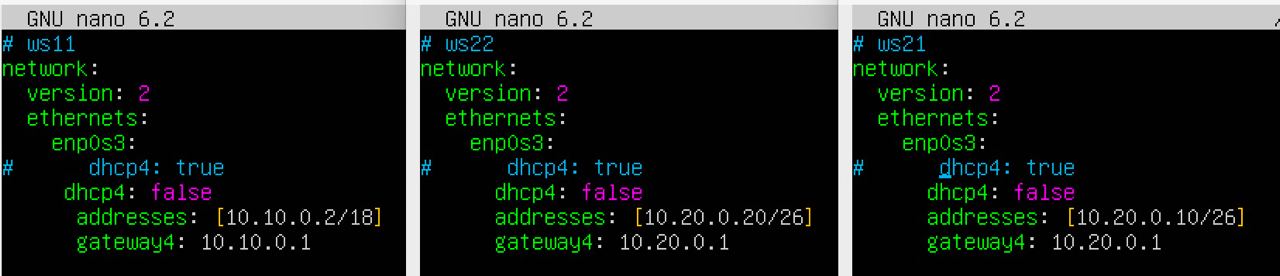 GNU nano 6.2
# ws11
network:
  version: 2
  ethernets:
    enp0s3:
#      dhcp4: true
     dhcp4: false
      addresses: [10.10.0.2/18]
      gateway4: 10.10.0.1
GNU nano 6.2
# ws22
network:
  version: 2
  ethernets:
    enp0s3:
#      dhcp4: true
      dhcp4: false
      addresses: [10.20.0.20/26]
      gateway4: 10.20.0.1
GNU nano 6.2
# ws21
network:
  version: 2
  ethernets:
    enp0s3:
#      dhcp4: true
      dhcp4: false
      addresses: [10.20.0.10/26]
      gateway4: 10.20.0.1